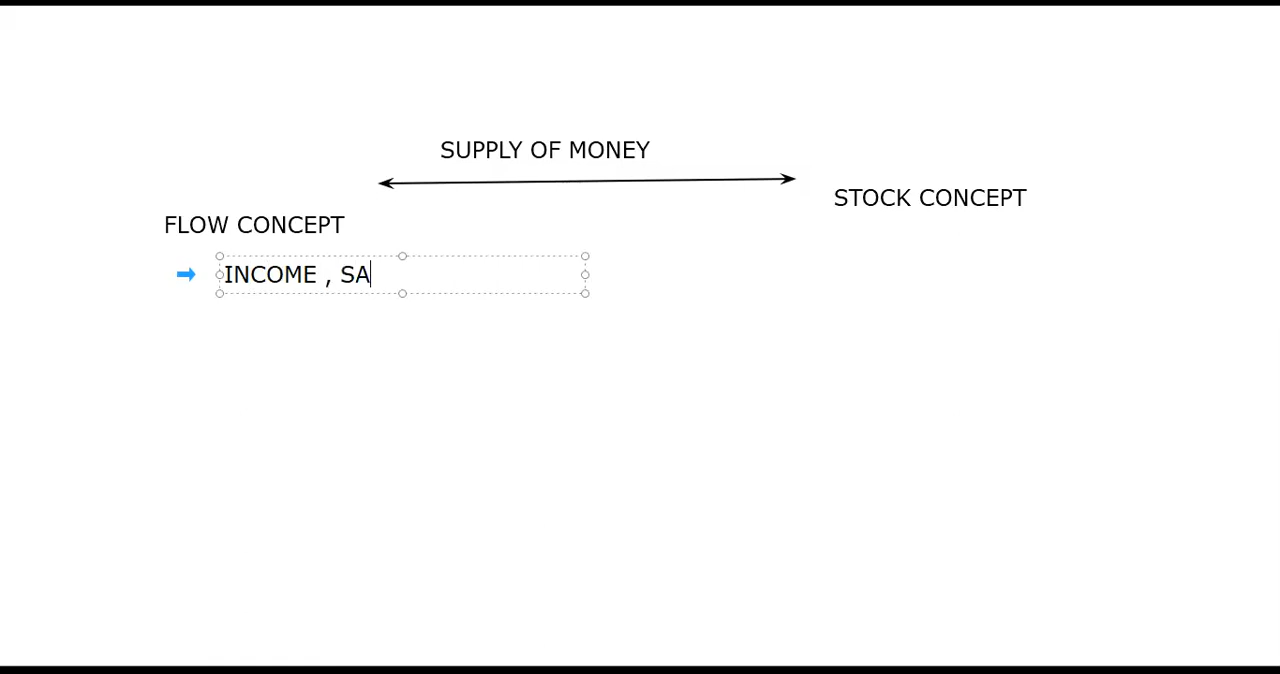 SUPPLY OF MONEY
STOCK CONCEPT
FLOW CONCEPT
INCOME , SA